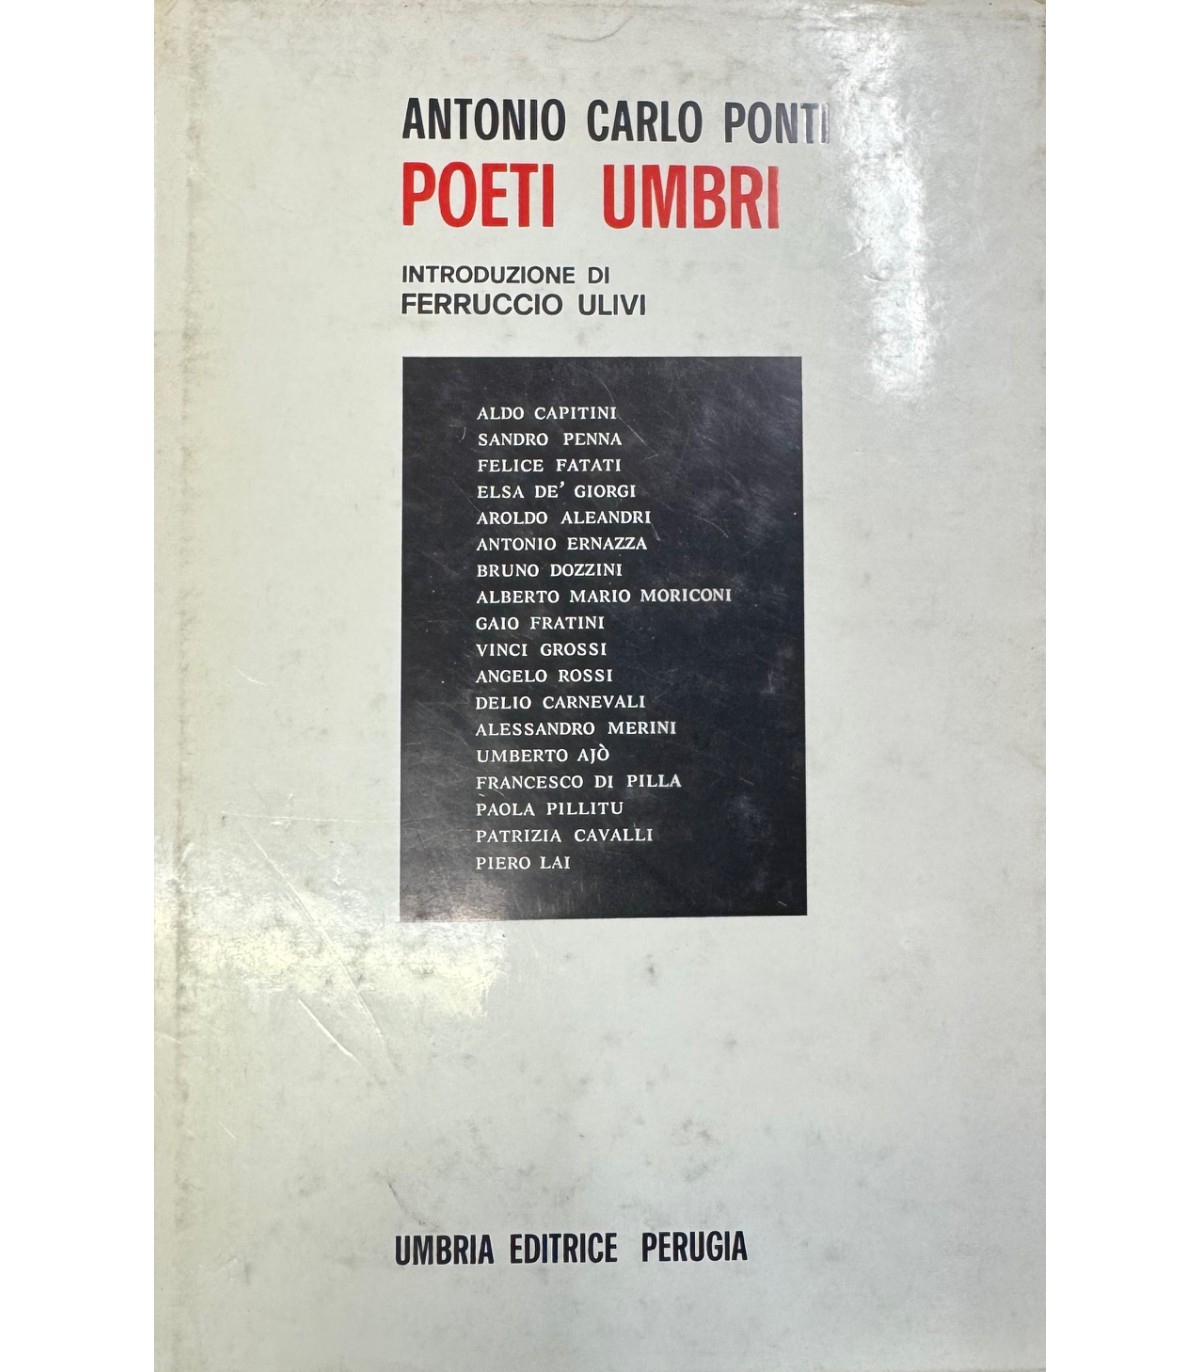 ANTONIO CARLO PONTI
POETI UMBRI
INTRODUZIONE DI
FERRUCCIO ULIVI
ALDO CAPITINI
SANDRO PENNA
FELICE FATATI
ELSA DE' GIORGI
AROLDO ALEANDRI
ANTONIO ERNAZZA
BRUNO DOZZINI
ALBERTO MARIO MORICONI
GAIO FRATINI
VINCI GROSSI
ANGELO ROSSI
DELIO CARNEVALI
ALESSANDRO MERINI
UMBERTO AJÒ
FRANCESCO DI PILLA
PAOLA PILLITU
PATRIZIA CAVALLI
PIERO LAI
UMBRIA EDITRICE PERUGIA